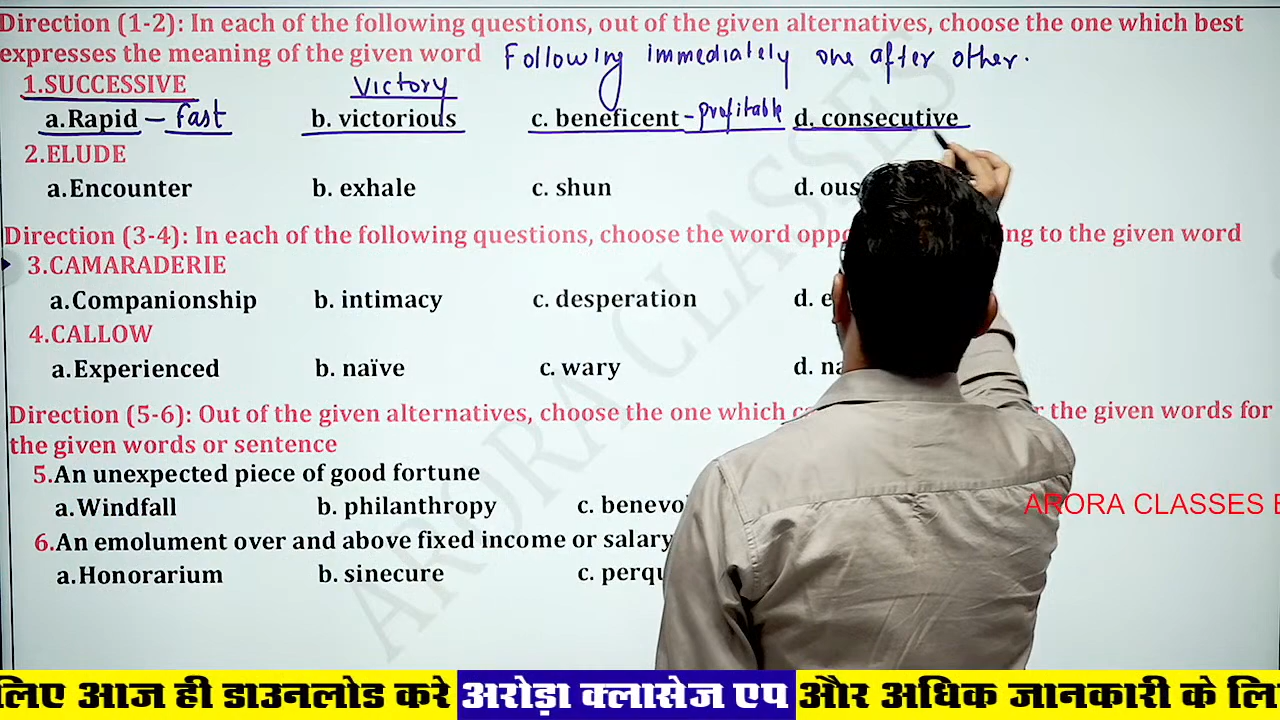 Direction (1-2): In each of the following questions, out of the given alternatives, choose the one which best
expresses the meaning of the given word Following immediately one after other.
1.SUCCESSIVE Victory
a.Rapid – fast b. victorious c. beneficent - profitable d. consecutive
2.ELUDE
a.Encounter b. exhale c. shun d.
Direction (3-4): In each of the following questions, choose the word to the given word
3.CAMARADERIE
a.Companionship b. intimacy c. desperation d.
4.CALLOW
a.Experienced b. naïve c. wary d.
Direction (5-6): Out of the given alternatives, choose the one which the given words for
the given words or sentence
5.An unexpected piece of good fortune
a.Windfall b. philanthropy c.
ARORA CLASSES
6.An emolument over and above fixed income or salary
a.Honorarium b. sinecure c.
ARORA CLASSES
लिए आज ही डाउनलोड करे अरोड़ा क्लासेज एप और अधिक जानकारी के